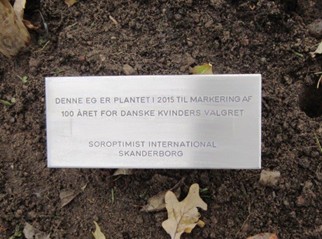 DENNE EG ER PLANTET I 2015 TIL MARKERING AF
100 ÅRET FOR DANSKE KVINDERS VALGRET
SOROPTIMIST INTERNATIONAL
SKANDERBORG